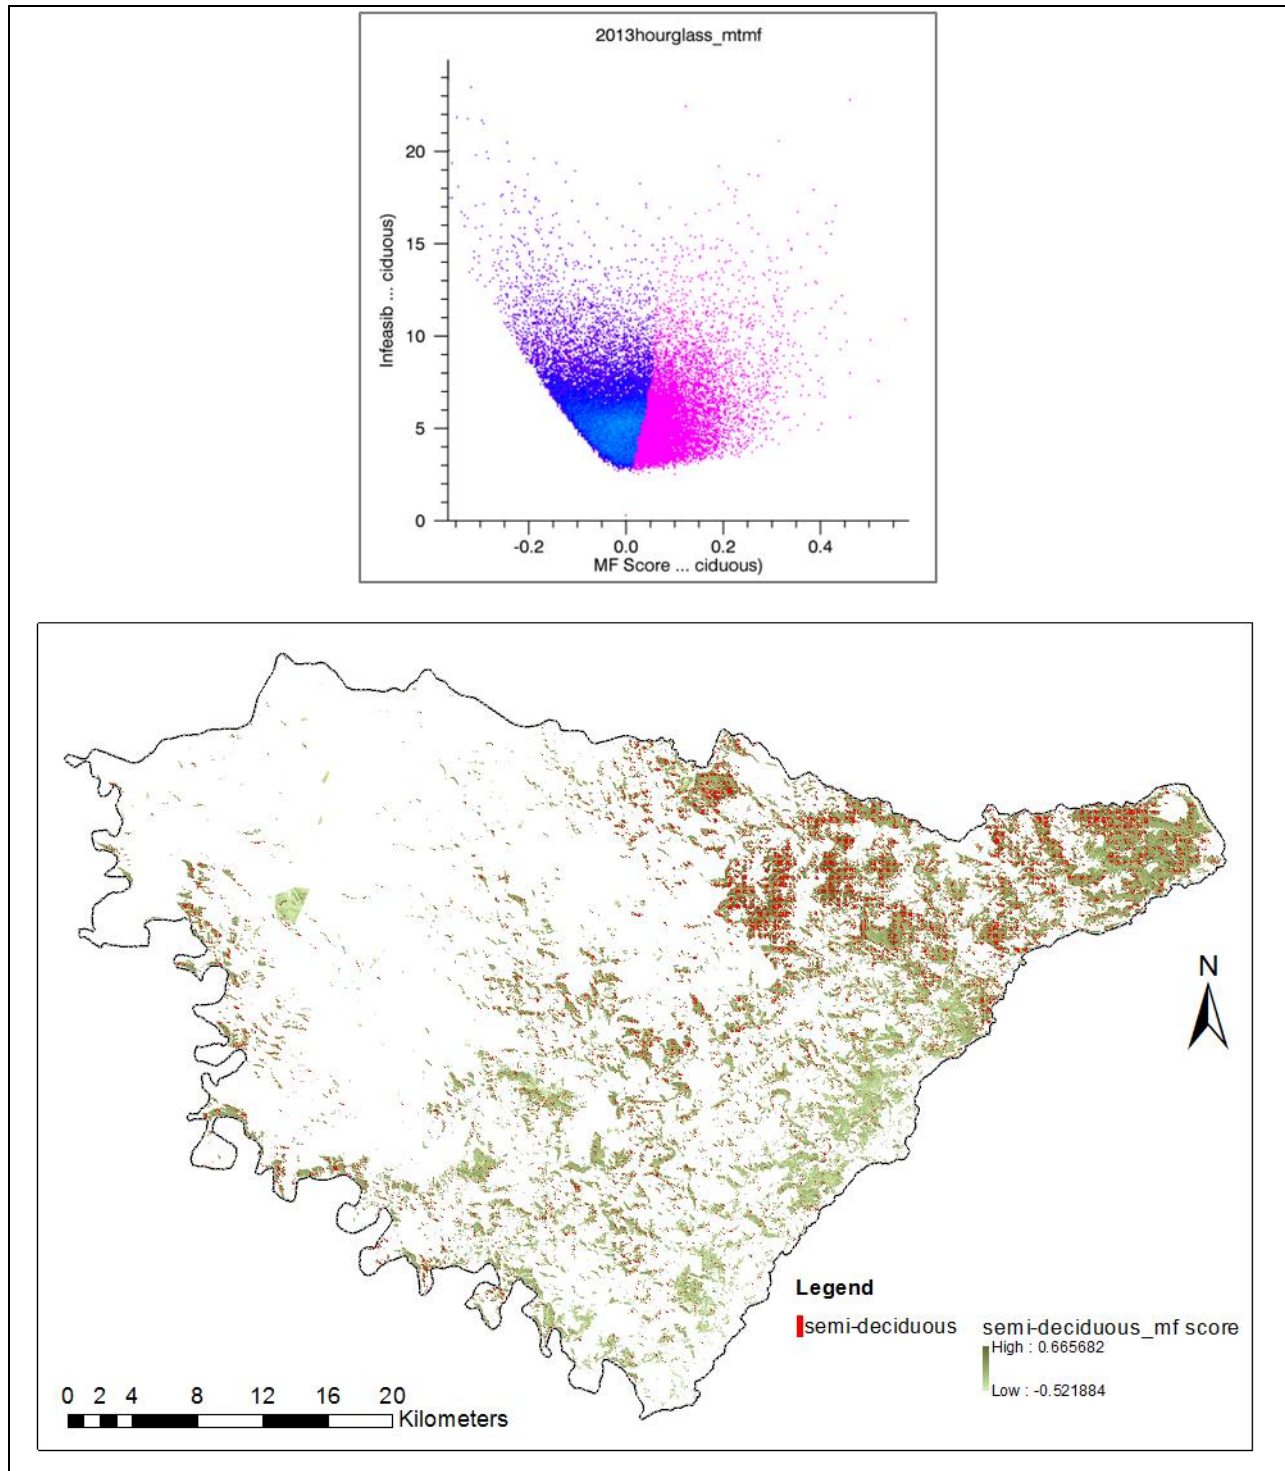 2013hourglass_mtmf
20
15
10
5
0
Infeasib ... ciduous)
-0.2 0.0 0.2 0.4
MF Score ... ciduous)
N
Legend
semi-deciduous
semi-deciduous_mf score
High : 0.665682
Low : -0.521884
0 2 4 8 12 16 20
Kilometers